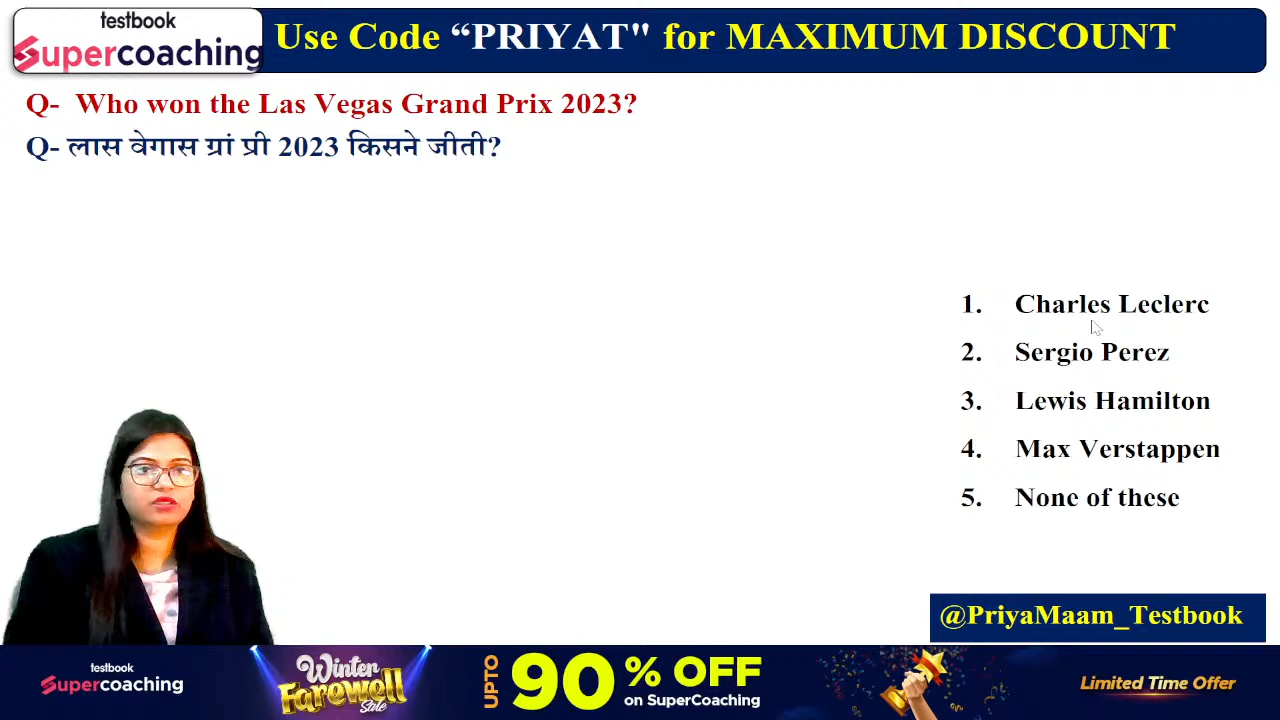 testbook
Supercoaching
Use Code “PRIYAT" for MAXIMUM DISCOUNT
Q- Who won the Las Vegas Grand Prix 2023?
Q- लास वेगास ग्रां प्री 2023 किसने जीती?
1. Charles Leclerc
2. Sergio Perez
3. Lewis Hamilton
4. Max Verstappen
5. None of these
@PriyaMaam_Testbook
testbook
Supercoaching
Winter
Farewell
Sale
UPTO
90% OFF
on SuperCoaching
Limited Time Offer